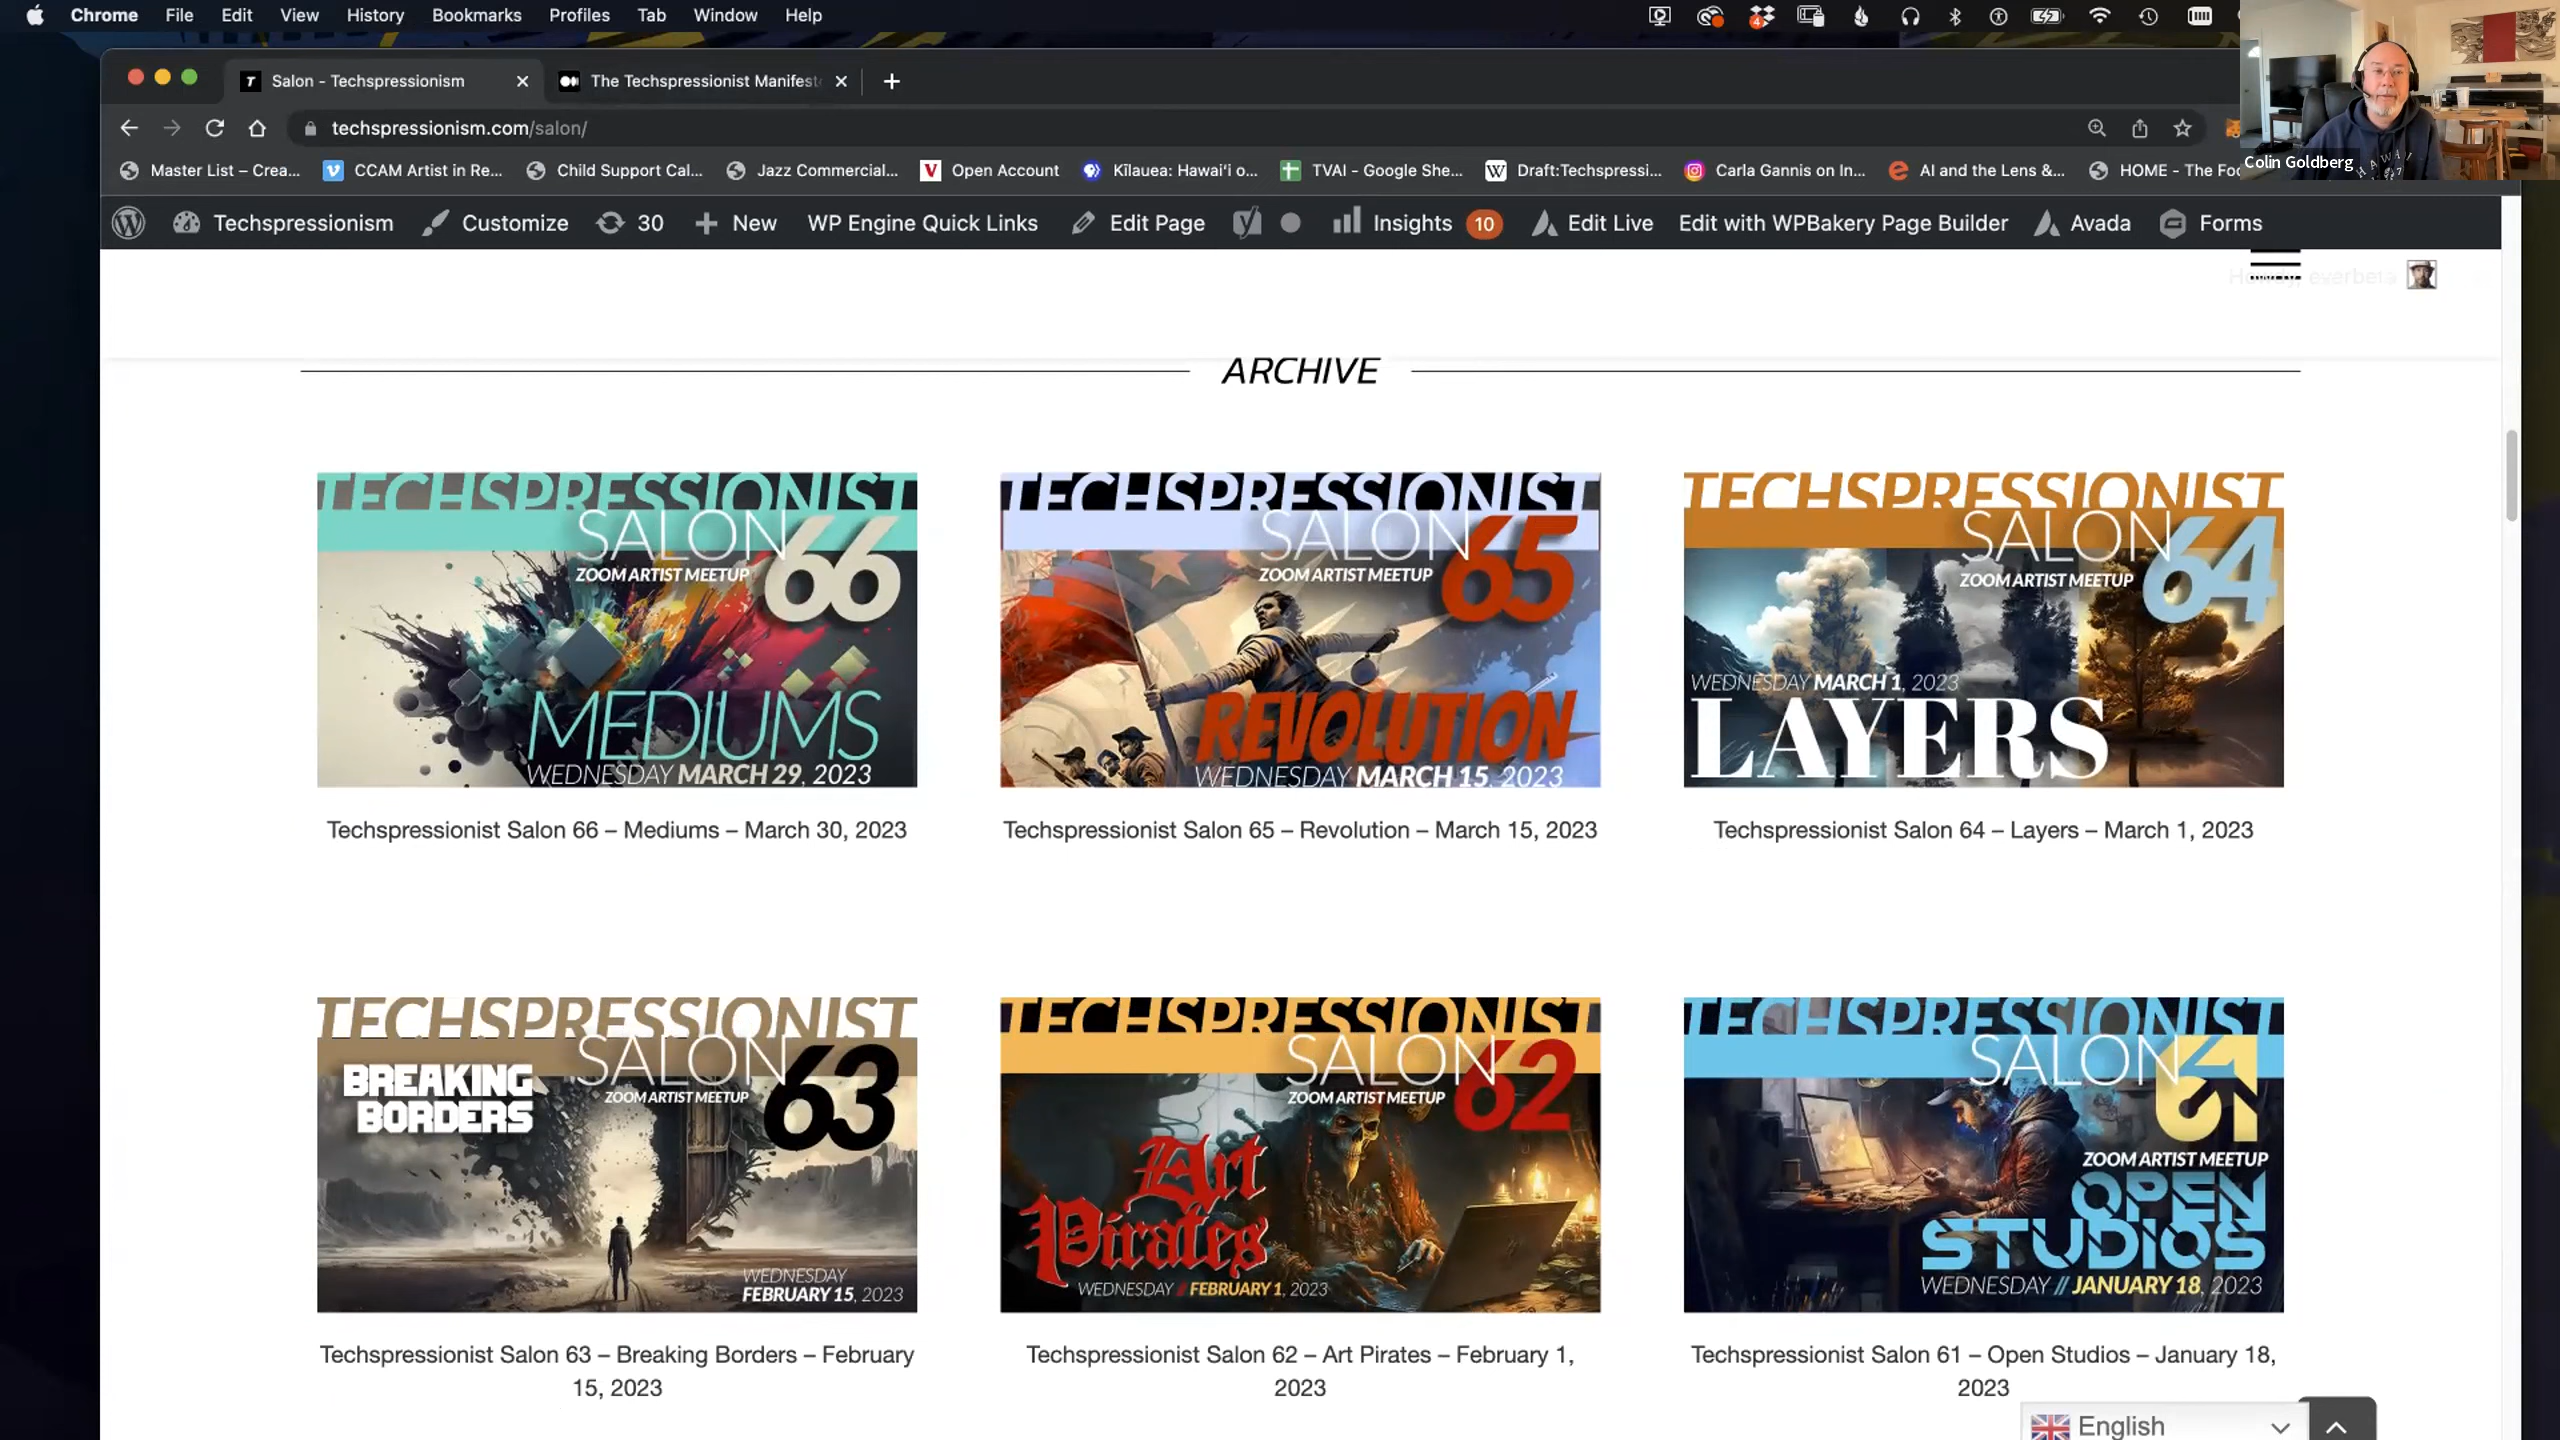 Chrome File Edit View History Bookmarks Profiles Tab Window Help
4
Salon - Techspressionism
The Techspressionist Manifest
techspressionism.com/salon/
Master List – Crea...
CCAM Artist in Re...
Child Support Cal...
Jazz Commercial...
Open Account
Kīlauea: Hawaiʻi o...
TVAI - Google She...
Draft:Techspressi...
Carla Gannis on In...
AI and the Lens &...
HOME - The Foo
Colin Goldberg
HAWAI
Techspressionism Customize 30 New WP Engine Quick Links Edit Page Insights 10 Edit Live Edit with WPBakery Page Builder Avada Forms
Howdy, everbeta
ARCHIVE
TECHSPRESSIONIST
SALON 66
ZOOM ARTIST MEETUP
MEDIUMS
WEDNESDAY MARCH 29, 2023
Techspressionist Salon 66 – Mediums – March 30, 2023
TECHSPRESSIONIST
SALON 65
ZOOM ARTIST MEETUP
REVOLUTION
WEDNESDAY MARCH 15, 2023
Techspressionist Salon 65 – Revolution – March 15, 2023
TECHSPRESSIONIST
SALON 64
ZOOM ARTIST MEETUP
WEDNESDAY MARCH 1, 2023
LAYERS
Techspressionist Salon 64 – Layers – March 1, 2023
TECHSPRESSIONIST
SALON 63
ZOOM ARTIST MEETUP
BREAKING
BORDERS
WEDNESDAY
FEBRUARY 15, 2023
Techspressionist Salon 63 – Breaking Borders – February
15, 2023
TECHSPRESSIONIST
SALON 62
ZOOM ARTIST MEETUP
Art
Pirates
WEDNESDAY // FEBRUARY 1, 2023
Techspressionist Salon 62 – Art Pirates – February 1,
2023
TECHSPRESSIONIST
SALON 61
ZOOM ARTIST MEETUP
OPEN
STUDIOS
WEDNESDAY // JANUARY 18, 2023
Techspressionist Salon 61 – Open Studios – January 18,
2023
English